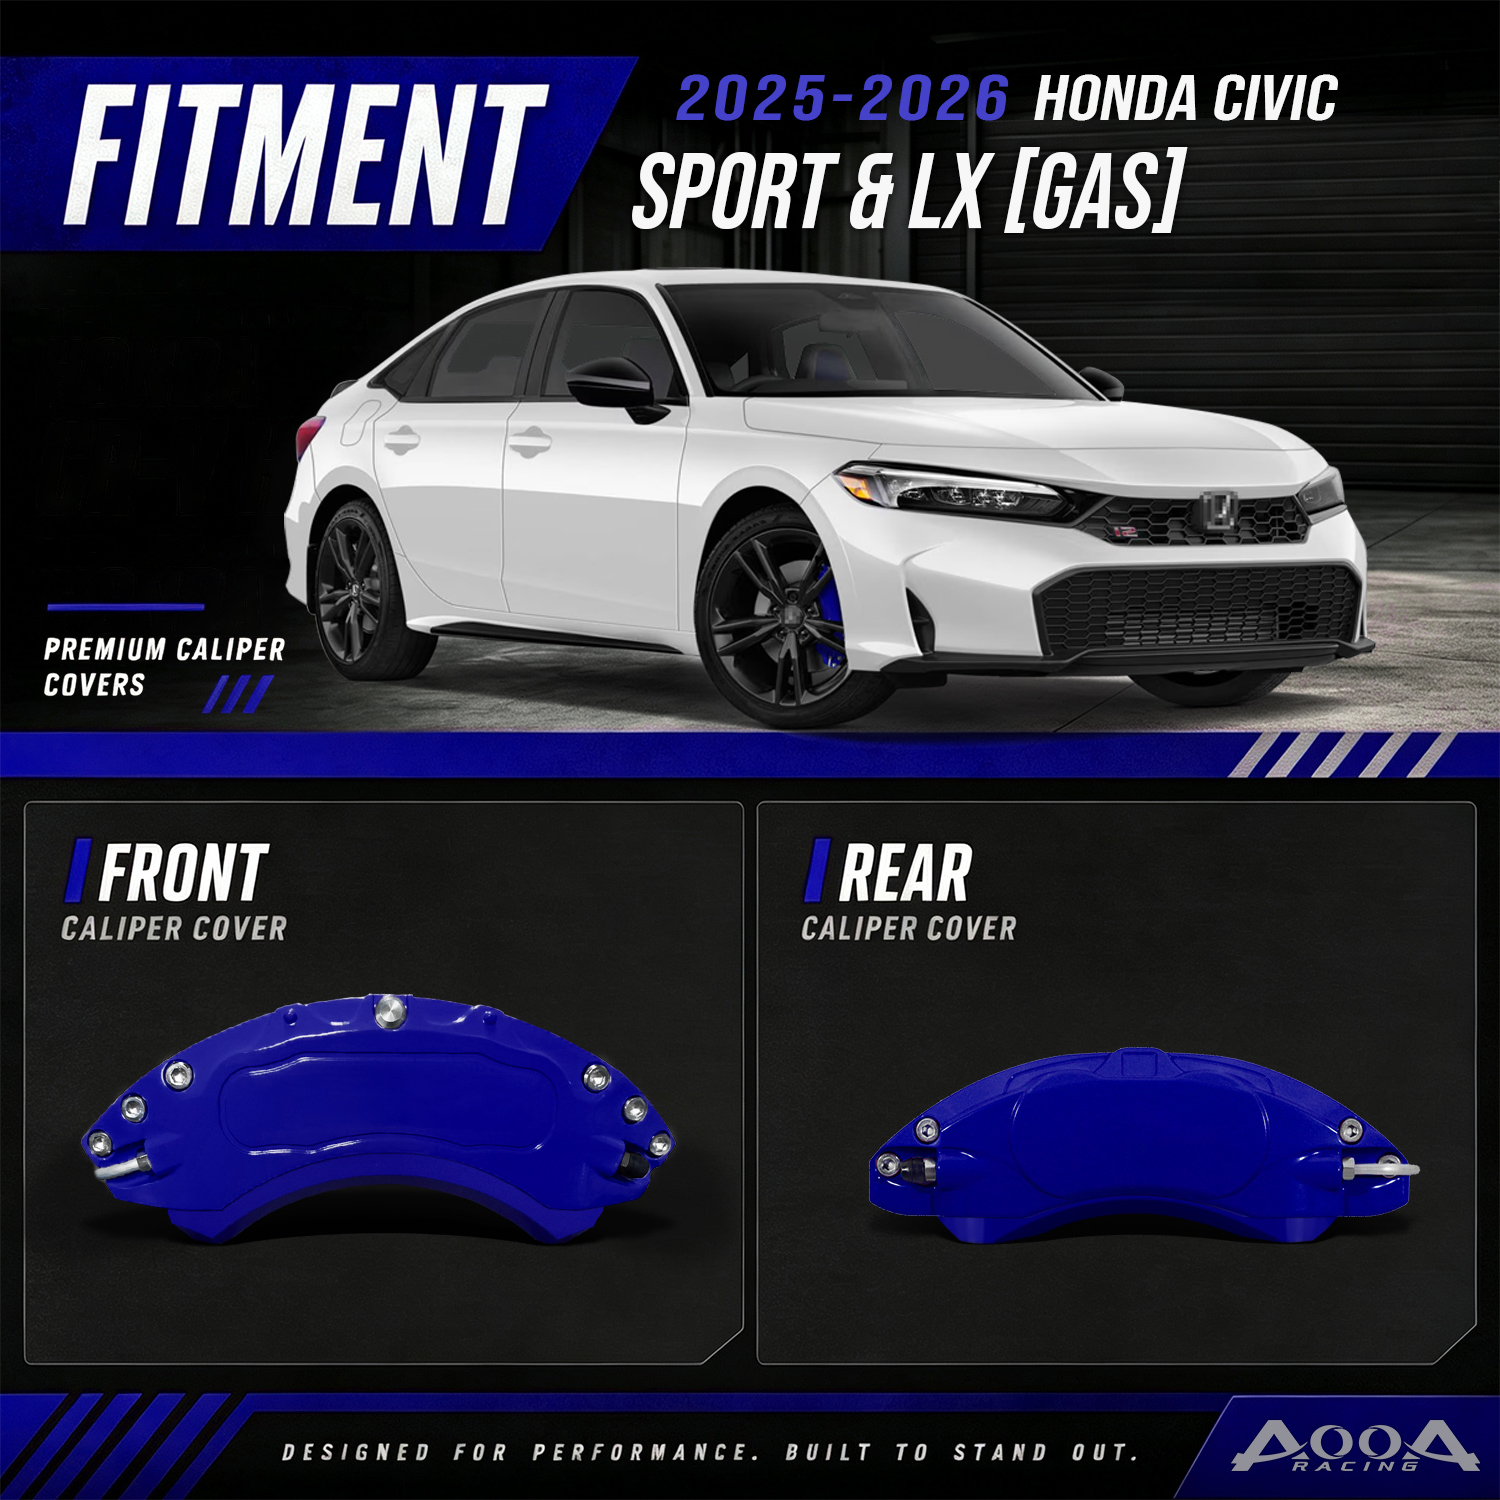 FITMENT
2025-2026 HONDA CIVIC
SPORT & LX [GAS]
PREMIUM CALIPER
COVERS
FRONT
CALIPER COVER
REAR
CALIPER COVER
DESIGNED FOR PERFORMANCE. BUILT TO STAND OUT.
AOOA
RACING